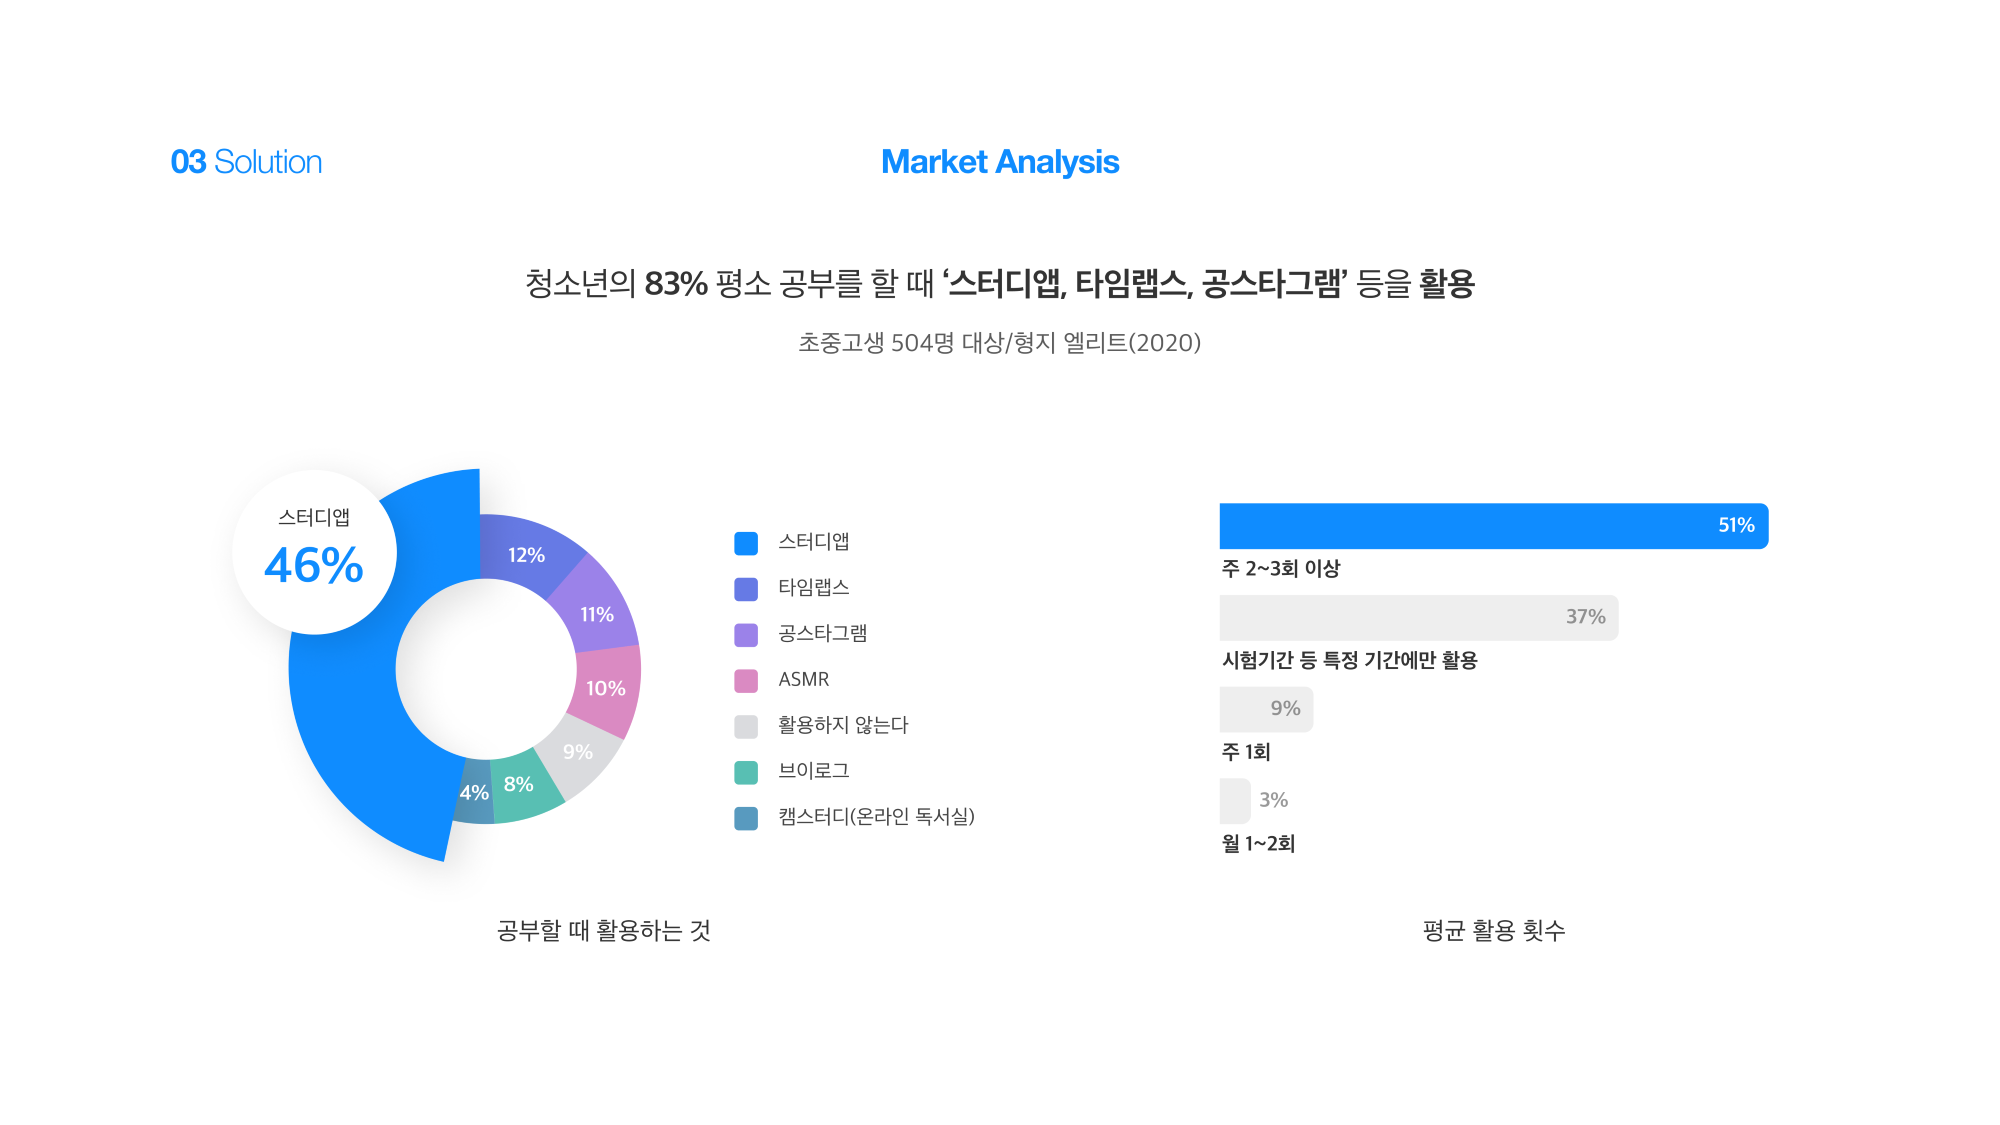 03 Solution
Market Analysis
청소년의 83% 평소 공부를 할 때 ‘스터디앱, 타임랩스, 공스타그램’ 등을 활용
초중고생 504명 대상/형지 엘리트(2020)
스터디앱
46%
12%
11%
10%
9%
8%
4%
스터디앱
타임랩스
공스타그램
ASMR
활용하지 않는다
브이로그
캠스터디(온라인 독서실)
공부할 때 활용하는 것
51%
주 2~3회 이상
37%
시험기간 등 특정 기간에만 활용
9%
주 1회
3%
월 1~2회
평균 활용 횟수